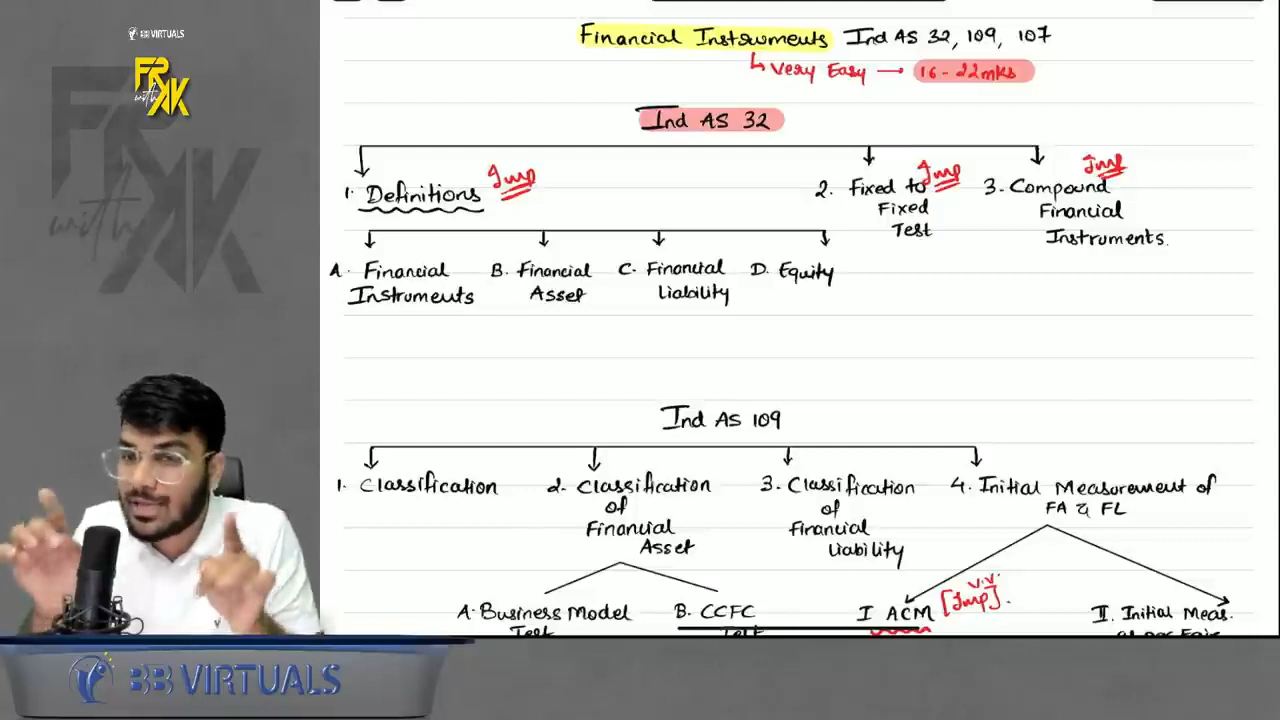 BB VIRTUALS
FR
with
AK
Financial Instruments Ind AS 32, 109, 107
Very Easy → 16-22mks
Ind AS 32
1. Definitions Imp
2. Fixed to Fixed Test Imp
3. Compound Financial Instruments. Imp
A. Financial Instruments
B. Financial Asset
C. Financial Liability
D. Equity
Ind AS 109
1. Classification
2. Classification of Financial Asset
3. Classification of Financial Liability
4. Initial Measurement of FA & FL
A. Business Model Test
B. CCFC Test
I ACM [Imp]. V.V.
II. Initial Meas.
BB VIRTUALS